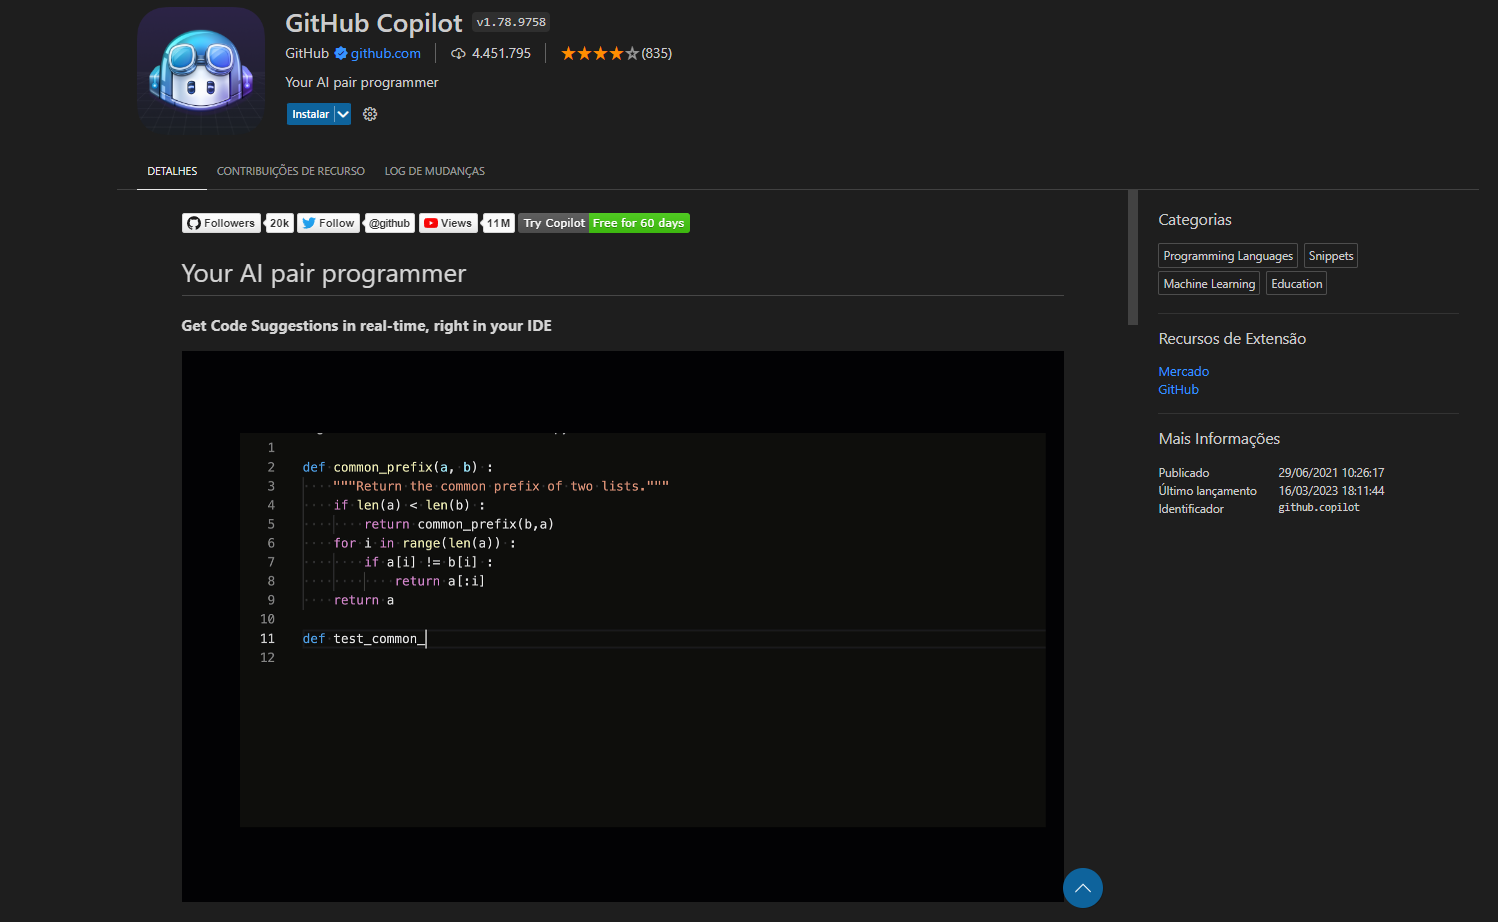 GitHub Copilot v1.78.9758
GitHub github.com 4.451.795 (835)
Your AI pair programmer
Instalar
DETALHES CONTRIBUIÇÕES DE RECURSO LOG DE MUDANÇAS
Followers 20k Follow @github Views 11M Try Copilot Free for 60 days
Your AI pair programmer
Get Code Suggestions in real-time, right in your IDE
1
2 def common_prefix(a, b) :
3 """Return the common prefix of two lists."""
4 if len(a) < len(b) :
5 return common_prefix(b,a)
6 for i in range(len(a)) :
7 if a[i] != b[i] :
8 return a[:i]
9 return a
10
11 def test_common_
12
Categorias
Programming Languages Snippets
Machine Learning Education
Recursos de Extensão
Mercado
GitHub
Mais Informações
Publicado 29/06/2021 10:26:17
Último lançamento 16/03/2023 18:11:44
Identificador github.copilot